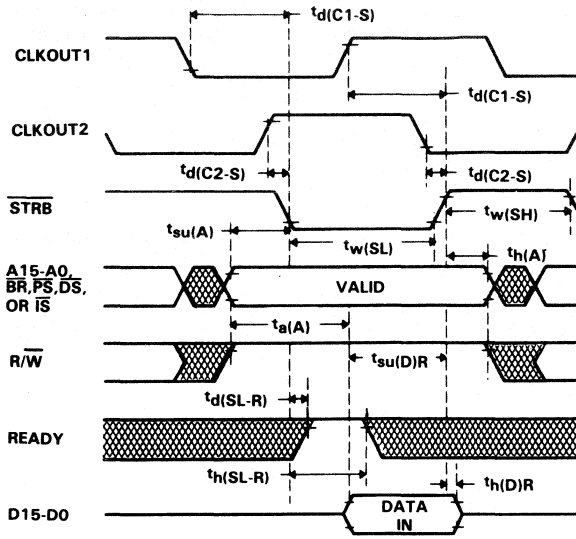 td(C1-S)
CLKOUT1
td(C1-S)
CLKOUT2
td(C2-S)
td(C2-S)
STRB
tsu(A)
tw(SL)
tw(SH)
th(A)
A15-A0,
BR,PS,DS,
OR IS
VALID
ta(A)
R/W
tsu(D)R
td(SL-R)
READY
th(SL-R)
th(D)R
D15-D0
DATA
IN